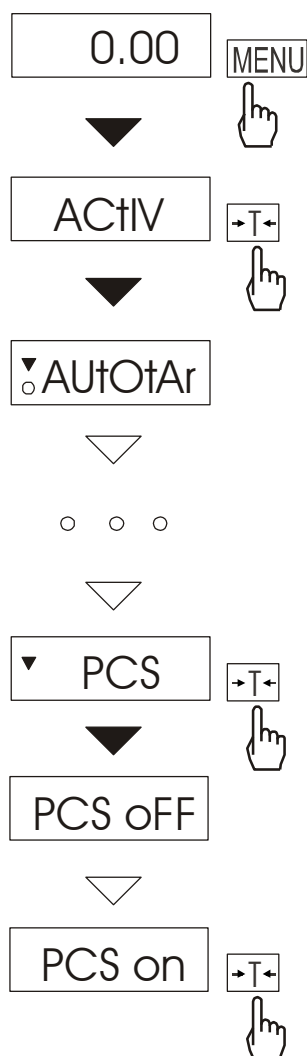 0.00
MENU
ACtIV
→T←
AUtOtAr
PCS
→T←
PCS oFF
PCS on
→T←